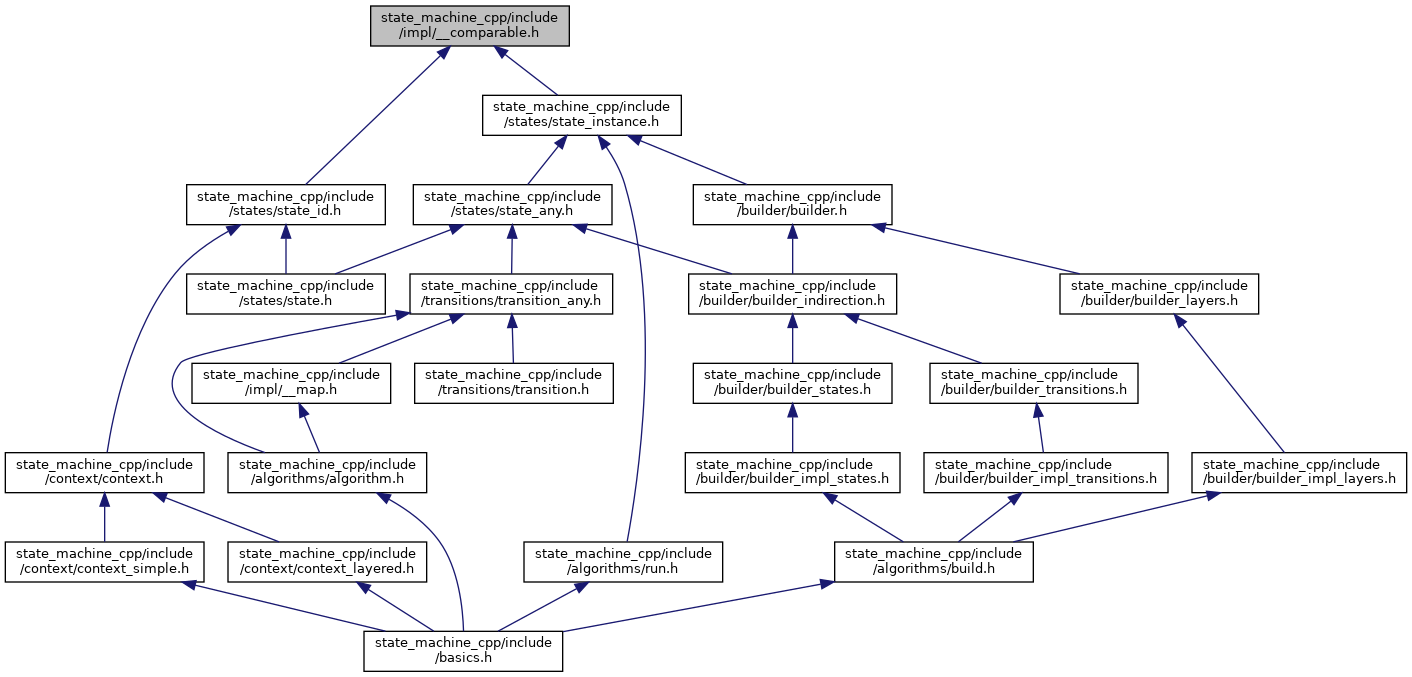 state_machine_cpp/include
/impl/__comparable.h
state_machine_cpp/include
/states/state_instance.h
state_machine_cpp/include
/states/state_id.h
state_machine_cpp/include
/states/state_any.h
state_machine_cpp/include
/builder/builder.h
state_machine_cpp/include
/states/state.h
state_machine_cpp/include
/transitions/transition_any.h
state_machine_cpp/include
/builder/builder_indirection.h
state_machine_cpp/include
/builder/builder_layers.h
state_machine_cpp/include
/impl/__map.h
state_machine_cpp/include
/transitions/transition.h
state_machine_cpp/include
/builder/builder_states.h
state_machine_cpp/include
/builder/builder_transitions.h
state_machine_cpp/include
/context/context.h
state_machine_cpp/include
/algorithms/algorithm.h
state_machine_cpp/include
/builder/builder_impl_states.h
state_machine_cpp/include
/builder/builder_impl_transitions.h
state_machine_cpp/include
/builder/builder_impl_layers.h
state_machine_cpp/include
/context/context_simple.h
state_machine_cpp/include
/context/context_layered.h
state_machine_cpp/include
/algorithms/run.h
state_machine_cpp/include
/algorithms/build.h
state_machine_cpp/include
/basics.h